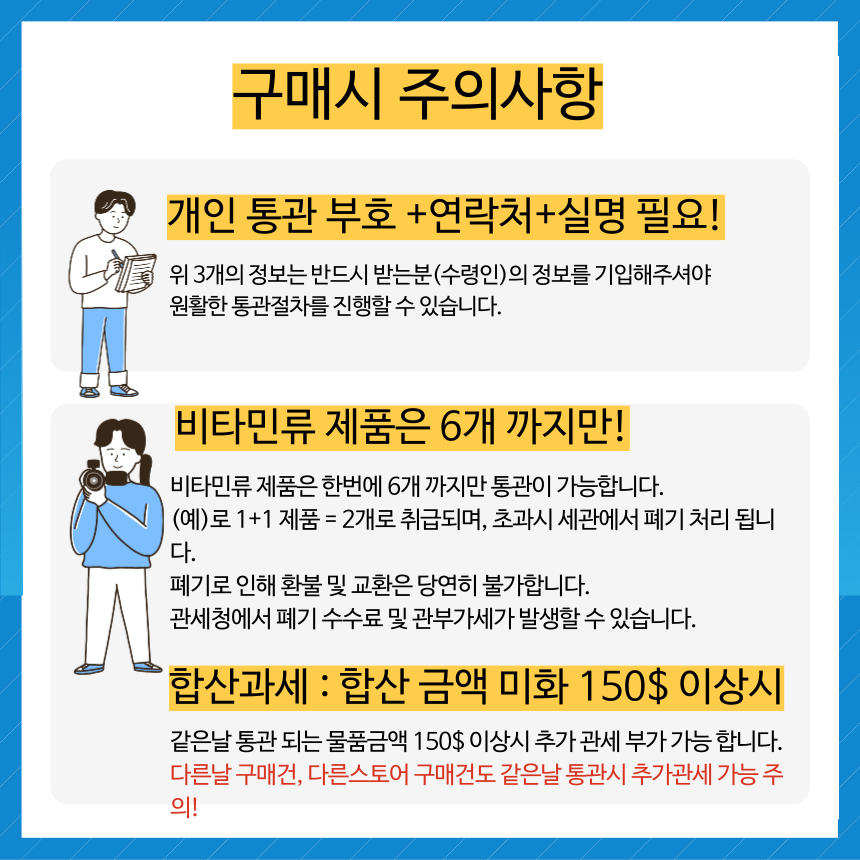 구매시 주의사항
개인 통관 부호 +연락처+실명 필요!
위 3개의 정보는 반드시 받는분(수령인)의 정보를 기입해주셔야
원활한 통관절차를 진행할 수 있습니다.
비타민류 제품은 6개 까지만!
비타민류 제품은 한번에 6개 까지만 통관이 가능합니다.
(예)로 1+1 제품 = 2개로 취급되며, 초과시 세관에서 폐기 처리 됩니
다.
폐기로 인해 환불 및 교환은 당연히 불가합니다.
관세청에서 폐기 수수료 및 관부가세가 발생할 수 있습니다.
합산과세 : 합산 금액 미화 150$ 이상시
같은날 통관 되는 물품금액 150$ 이상시 추가 관세 부가 가능 합니다.
다른날 구매건, 다른스토어 구매건도 같은날 통관시 추가관세 가능 주
의!